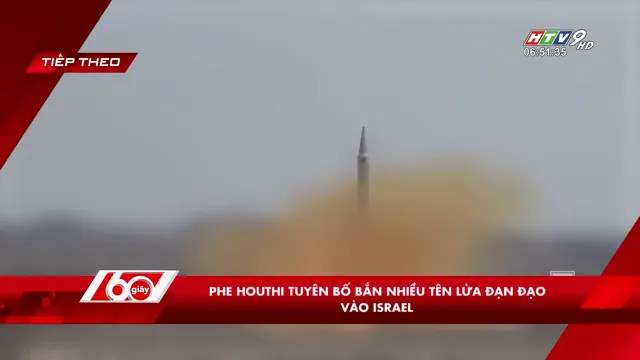 TIẾP THEO
HTV9 HD
06:51:35
60 giây
PHE HOUTHI TUYÊN BỐ BẮN NHIỀU TÊN LỬA ĐẠN ĐẠO
VÀO ISRAEL